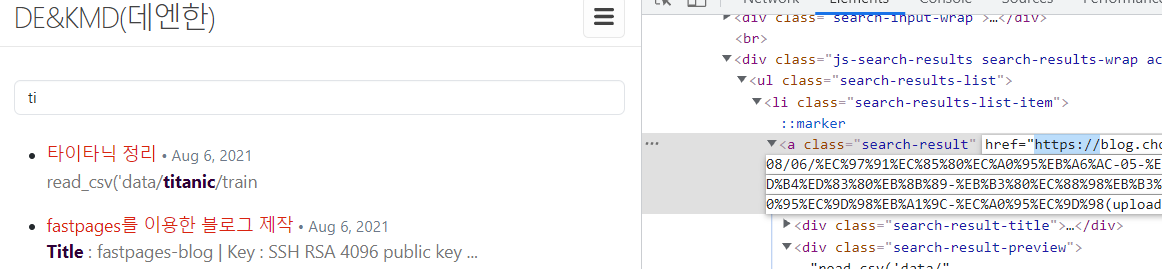 DE&KMD(데엔한)
ti
타이타닉 정리 • Aug 6, 2021
read_csv('data/titanic/train
fastpages를 이용한 블로그 제작 • Aug 6, 2021
Title : fastpages-blog | Key : SSH RSA 4096 public key ...
Elements
<div class="search-input-wrap">…</div>
<br>
<div class="js-search-results search-results-wrap ac
<ul class="search-results-list">
<li class="search-results-list-item">
::marker
<a class="search-result" href="https://blog.cho
08/06/%EC%97%91%EC%85%80%EC%A0%95%EB%A6%AC-05-%E
D%B4%ED%83%80%EB%8B%89-%EB%B3%80%EC%88%98%EB%B3%
0%95%EC%9D%98%EB%A1%9C-%EC%A0%95%EC%9D%98(upload
<div class="search-result-title">…</div>
<div class="search-result-preview">
"read_csv('data/"